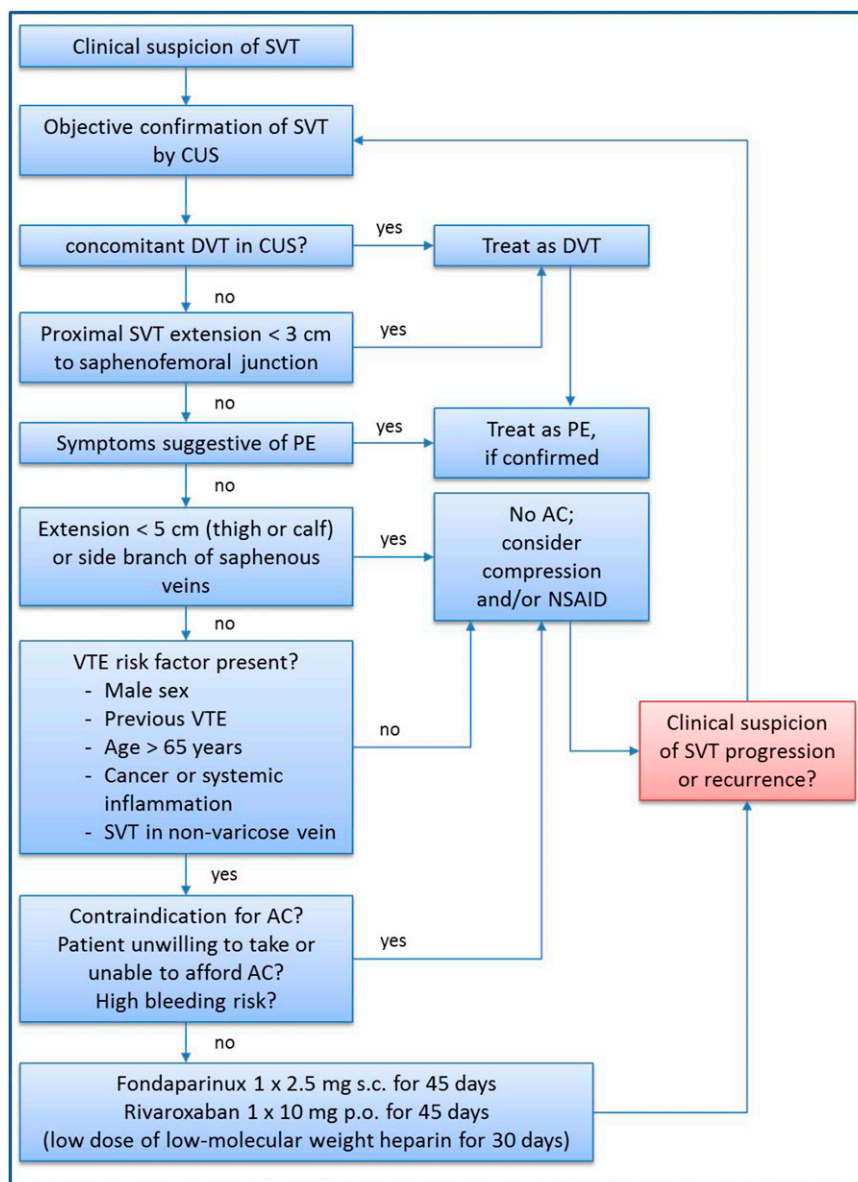 Clinical suspicion of SVT
Objective confirmation of SVT
by CUS
concomitant DVT in CUS?
yes
Treat as DVT
no
Proximal SVT extension < 3 cm
to saphenofemoral junction
yes
no
Symptoms suggestive of PE
yes
Treat as PE,
if confirmed
no
Extension < 5 cm (thigh or calf)
or side branch of saphenous
veins
yes
No AC;
consider
compression
and/or NSAID
no
VTE risk factor present?
- Male sex
- Previous VTE
- Age > 65 years
- Cancer or systemic
inflammation
- SVT in non-varicose vein
no
Clinical suspicion
of SVT progression
or recurrence?
yes
Contraindication for AC?
Patient unwilling to take or
unable to afford AC?
High bleeding risk?
yes
no
Fondaparinux 1 x 2.5 mg s.c. for 45 days
Rivaroxaban 1 x 10 mg p.o. for 45 days
(low dose of low-molecular weight heparin for 30 days)